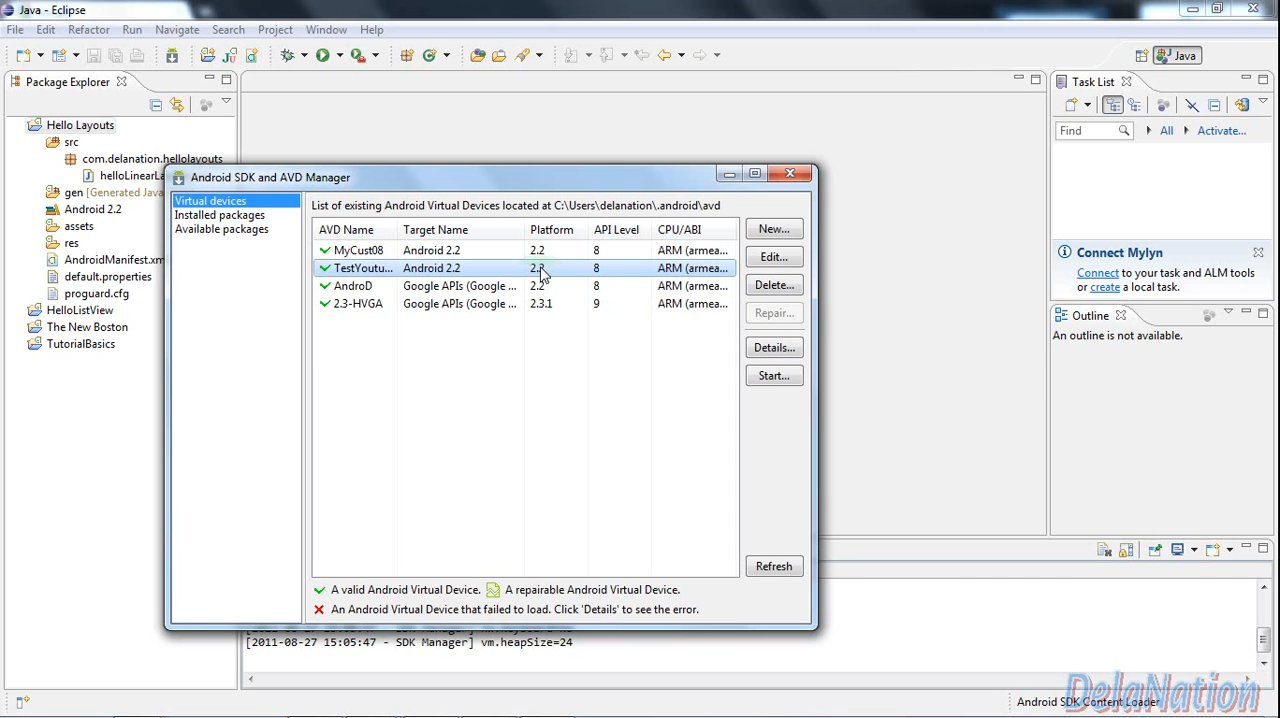 Java - Eclipse
File Edit Refactor Run Navigate Search Project Window Help
Java
Package Explorer
Hello Layouts
src
com.delanation.hellolayouts
helloLinearLa
gen [Generated Java
Android 2.2
assets
res
AndroidManifest.xm
default.properties
proguard.cfg
HelloListView
The New Boston
TutorialBasics
Android SDK and AVD Manager
Virtual devices
Installed packages
Available packages
List of existing Android Virtual Devices located at C:\Users\delanation\.android\avd
AVD Name Target Name Platform API Level CPU/ABI
MyCust08 Android 2.2 2.2 8 ARM (armea...
TestYoutu... Android 2.2 8 ARM (armea...
AndroD Google APIs (Google ... 2.2 8 ARM (armea...
2.3-HVGA Google APIs (Google ... 2.3.1 9 ARM (armea...
New...
Edit...
Delete...
Repair...
Details...
Start...
Refresh
A valid Android Virtual Device. A repairable Android Virtual Device.
An Android Virtual Device that failed to load. Click 'Details' to see the error.
[2011-08-27 15:05:47 - SDK Manager] vm.heapSize=24
Task List
Find All Activate...
Connect Mylyn
Connect to your task and ALM tools
or create a local task.
Outline
An outline is not available.
Android SDK Content Loader
DelaNation